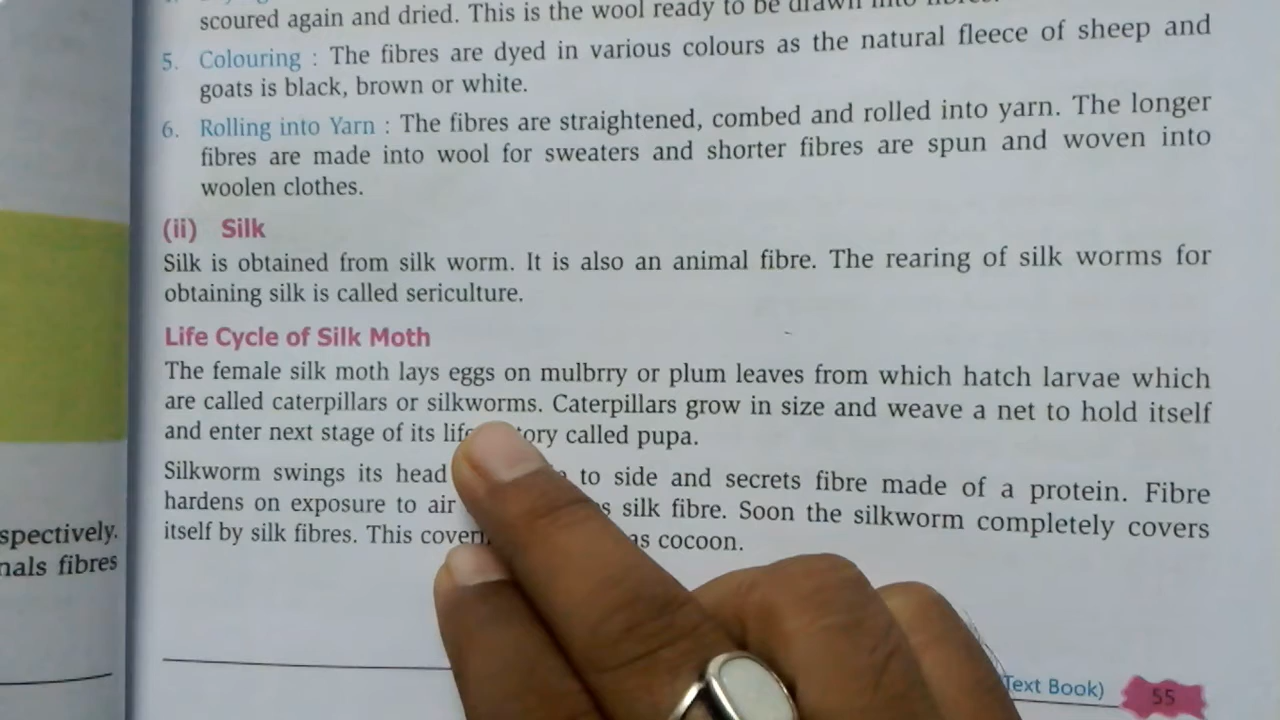 scoured again and dried. This is the wool ready to be drawn into fibres.
5. Colouring : The fibres are dyed in various colours as the natural fleece of sheep and
goats is black, brown or white.
6. Rolling into Yarn : The fibres are straightened, combed and rolled into yarn. The longer
fibres are made into wool for sweaters and shorter fibres are spun and woven into
woolen clothes.
(ii) Silk
Silk is obtained from silk worm. It is also an animal fibre. The rearing of silk worms for
obtaining silk is called sericulture.
Life Cycle of Silk Moth
The female silk moth lays eggs on mulbrry or plum leaves from which hatch larvae which
are called caterpillars or silkworms. Caterpillars grow in size and weave a net to hold itself
and enter next stage of its called pupa.
Silkworm swings its head to side and secrets fibre made of a protein. Fibre
hardens on exposure to air silk fibre. Soon the silkworm completely covers
itself by silk fibres. This as cocoon.
spectively.
nals fibres
Text Book)
55